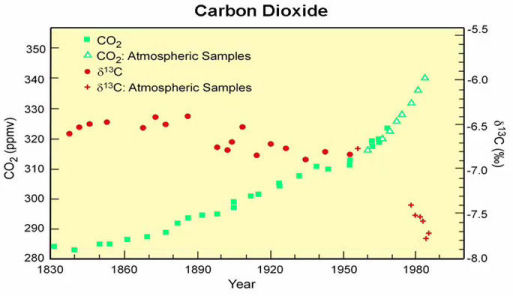 Carbon Dioxide
CO2
CO2: Atmospheric Samples
δ13C
δ13C: Atmospheric Samples
CO2 (ppmv)
350
340
330
320
310
300
290
280
-5.5
-6.0
-6.5
-7.0
-7.5
-8.0
δ13C (‰)
1830 1860 1890 1920 1950 1980
Year